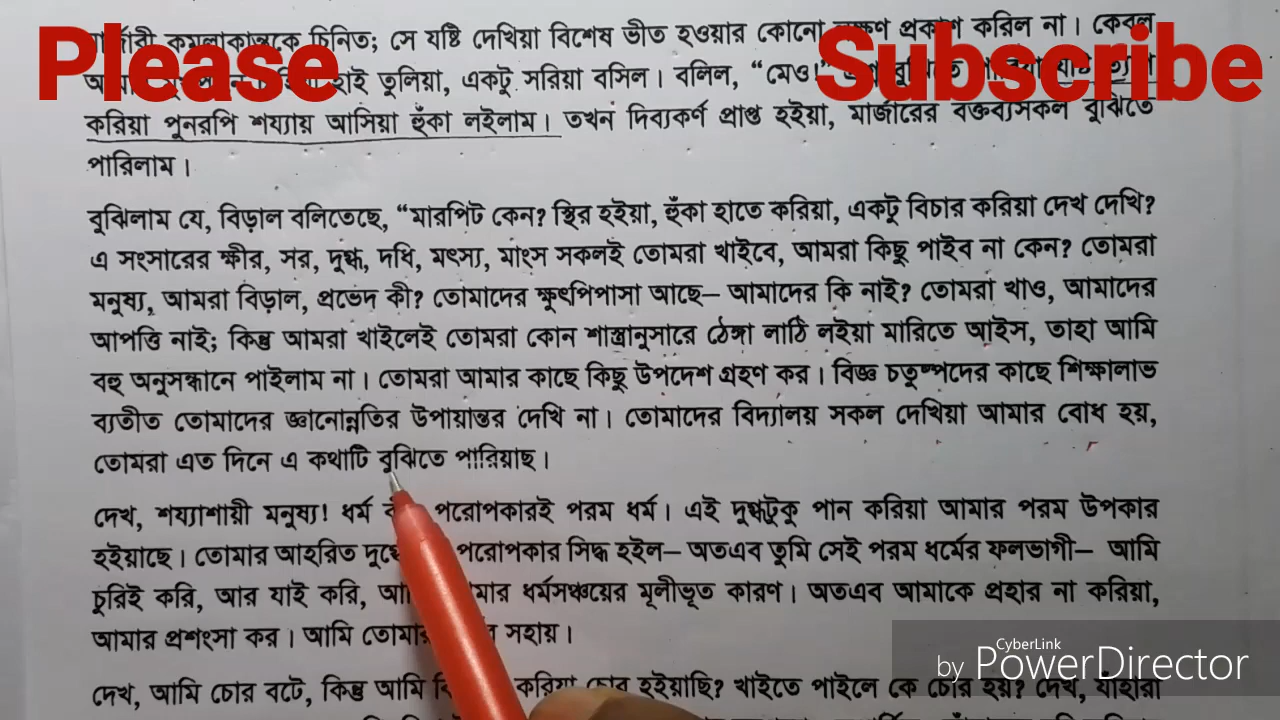 কমলাকান্তকে চিনিত; সে যষ্টি দেখিয়া বিশেষ ভীত হওয়ার কোনো প্রকাশ করিল না। কেবল
Please Subscribe
তুলিয়া, একটু সরিয়া বসিল। বলিল, “মেও!”
করিয়া পুনরপি শয্যায় আসিয়া হুঁকা লইলাম। তখন দিব্যকর্ণ প্রাপ্ত হইয়া, মার্জারের বক্তব্যসকল বুঝিতে
পারিলাম।
বুঝিলাম যে, বিড়াল বলিতেছে, “মারপিট কেন? স্থির হইয়া, হুঁকা হাতে করিয়া, একটু বিচার করিয়া দেখ দেখি?
এ সংসারের ক্ষীর, সর, দুগ্ধ, দধি, মৎস্য, মাংস সকলই তোমরা খাইবে, আমরা কিছু পাইব না কেন? তোমরা
মনুষ্য, আমরা বিড়াল, প্রভেদ কী? তোমাদের ক্ষুৎপিপাসা আছে— আমাদের কি নাই? তোমরা খাও, আমাদের
আপত্তি নাই; কিন্তু আমরা খাইলেই তোমরা কোন শাস্ত্রানুসারে ঠেঙ্গা লাঠি লইয়া মারিতে আইস, তাহা আমি
বহু অনুসন্ধানে পাইলাম না। তোমরা আমার কাছে কিছু উপদেশ গ্রহণ কর। বিজ্ঞ চতুষ্পদের কাছে শিক্ষালাভ
ব্যতীত তোমাদের জ্ঞানোন্নতির উপায়ান্তর দেখি না। তোমাদের বিদ্যালয় সকল দেখিয়া আমার বোধ হয়,
তোমরা এত দিনে এ কথাটি বুঝিতে পারিয়াছ।
দেখ, শয্যাশায়ী মনুষ্য! ধর্ম পরোপকারই পরম ধর্ম। এই দুগ্ধটুকু পান করিয়া আমার পরম উপকার
হইয়াছে। তোমার আহরিত পরোপকার সিদ্ধ হইল— অতএব তুমি সেই পরম ধর্মের ফলভাগী— আমি
চুরিই করি, আর যাই করি, ধর্মসঞ্চয়ের মূলীভূত কারণ। অতএব আমাকে প্রহার না করিয়া,
আমার প্রশংসা কর। আমি সহায়।
দেখ, আমি চোর বটে, কিন্তু আমি করিয়া চোর হইয়াছি? খাইতে পাইলে কে চোর হয়? দেখ, যাঁহারা
CyberLink
by PowerDirector